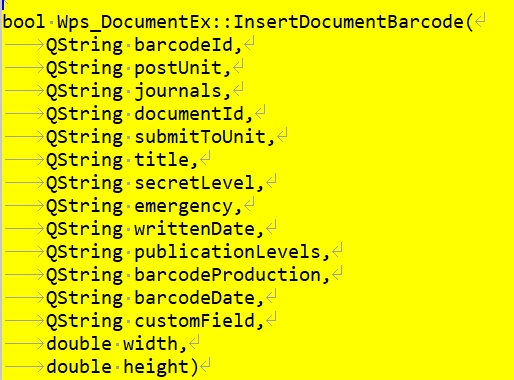 bool Wps_DocumentEx::InsertDocumentBarcode(
QString barcodeId,
QString postUnit,
QString journals,
QString documentId,
QString submitToUnit,
QString title,
QString secretLevel,
QString emergency,
QString writtenDate,
QString publicationLevels,
QString barcodeProduction,
QString barcodeDate,
QString customField,
double width,
double height)